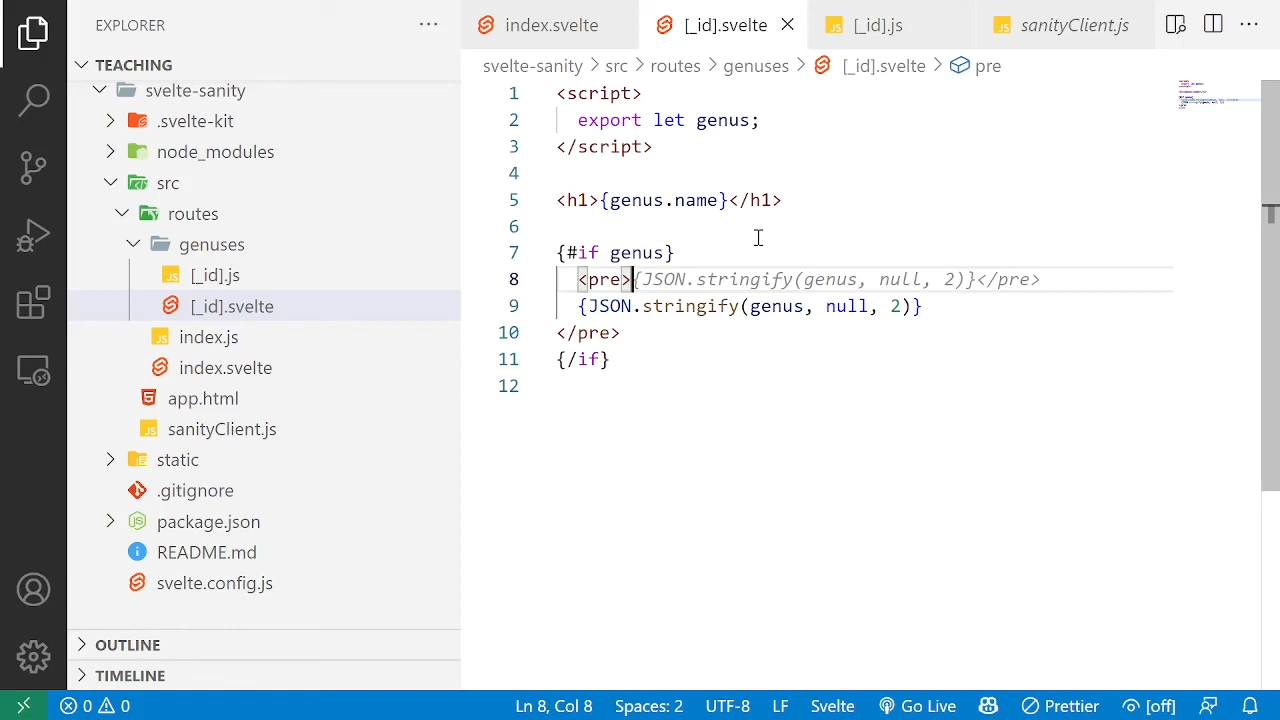 EXPLORER
TEACHING
svelte-sanity
.svelte-kit
node_modules
src
routes
genuses
[_id].js
[_id].svelte
index.js
index.svelte
app.html
sanityClient.js
static
.gitignore
package.json
README.md
svelte.config.js
OUTLINE
TIMELINE
index.svelte [_id].svelte [_id].js sanityClient.js
svelte-sanity > src > routes > genuses > [_id].svelte > pre
1 <script>
2 export let genus;
3 </script>
4
5 <h1>{genus.name}</h1>
6
7 {#if genus}
8 <pre>{JSON.stringify(genus, null, 2)}</pre>
9 {JSON.stringify(genus, null, 2)}
10 </pre>
11 {/if}
12
0 0 Ln 8, Col 8 Spaces: 2 UTF-8 LF Svelte Go Live Prettier [off]